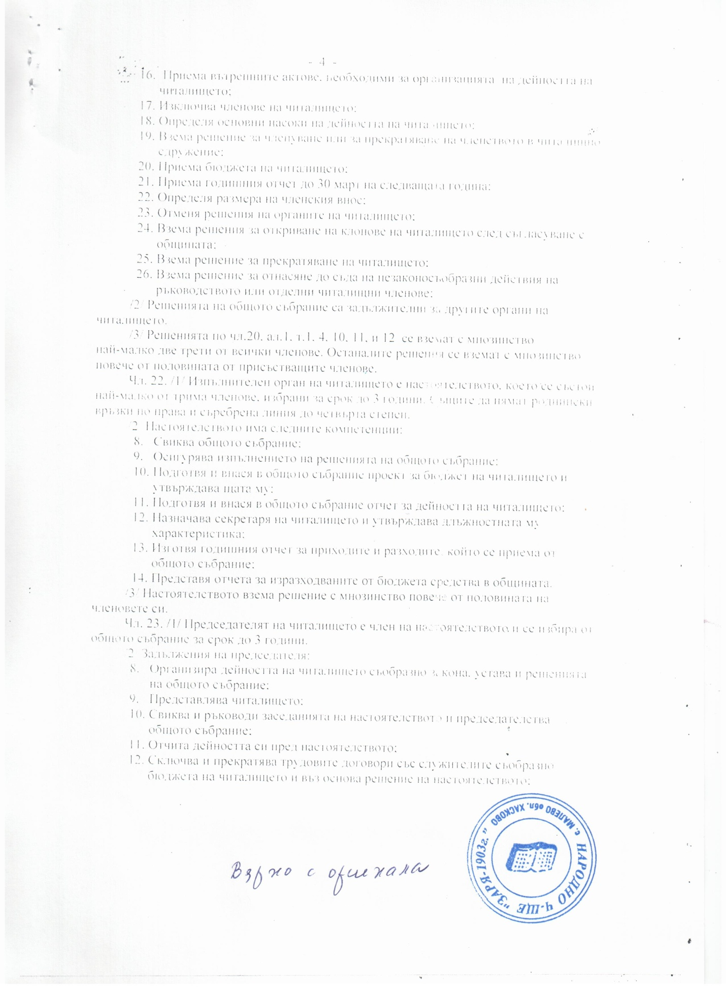 - 4 -
16. Приема вътрешните актове, необходими за организацията на дейността на
читалището;
17. Изключва членове на читалището;
18. Определя основни насоки на дейността на читалището;
19. Взема решение за членуване или за прекратяване на членството в читалищно
сдружение;
20. Приема бюджета на читалището;
21. Приема годишния отчет до 30 март на следващата година;
22. Определя размера на членския внос;
23. Отменя решения на органите на читалището;
24. Взема решения за откриване на клонове на читалището след съгласуване с
общината;
25. Взема решение за прекратяване на читалището;
26. Взема решение за отнасяне до съда на незаконосъобразни действия на
ръководството или отделни читалищни членове;
/2/ Решенията на общото събрание са задължителни за другите органи на
читалището.
/3/ Решенията по чл.20, ал.1, т.1, 4, 10, 11, и 12 се вземат с мнозинство
най-малко две трети от всички членове. Останалите решения се вземат с мнозинство
повече от половината от присъстващите членове.
Чл. 22. /1/ Изпълнителен орган на читалището е настоятелството, което се състои
най-малко от трима членове, избрани за срок до 3 години. Същите да нямат роднински
връзки по права и съребрена линия до четвърта степен.
/2 Настоятелството има следните компетенции:
8. Свиква общото събрание;
9. Осигурява изпълнението на решенията на общото събрание;
10. Подготвя и внася в общото събрание проект за бюджет на читалището и
утвърждава щата му;
11. Подготвя и внася в общото събрание отчет за дейността на читалището;
12. Назначава секретаря на читалището и утвърждава длъжностната му
характеристика;
13. Изготвя годишния отчет за приходите и разходите, който се приема от
общото събрание;
14. Представя отчета за изразходваните от бюджета средства в общината.
/3/ Настоятелството взема решение с мнозинство повече от половината на
членовете си.
Чл. 23. /1/ Председателят на читалището е член на настоятелството и се избира от
общото събрание за срок до 3 години.
2 Задължения на председателя:
8. Организира дейността на читалището съобразно закона, устава и решенията
на общото събрание;
9. Представлява читалището;
10. Свиква и ръководи заседанията на настоятелството и председателства
общото събрание;
11. Отчита дейността си пред настоятелството;
12. Сключва и прекратява трудовите договори със служителите съобразно
бюджета на читалището и въз основа решение на настоятелството;
НАРОДНО Ч-ЩЕ "ЗАРЯ-1903г."
с. МАЛЕВО обл. ХАСКОВО
Вярно с оригинала